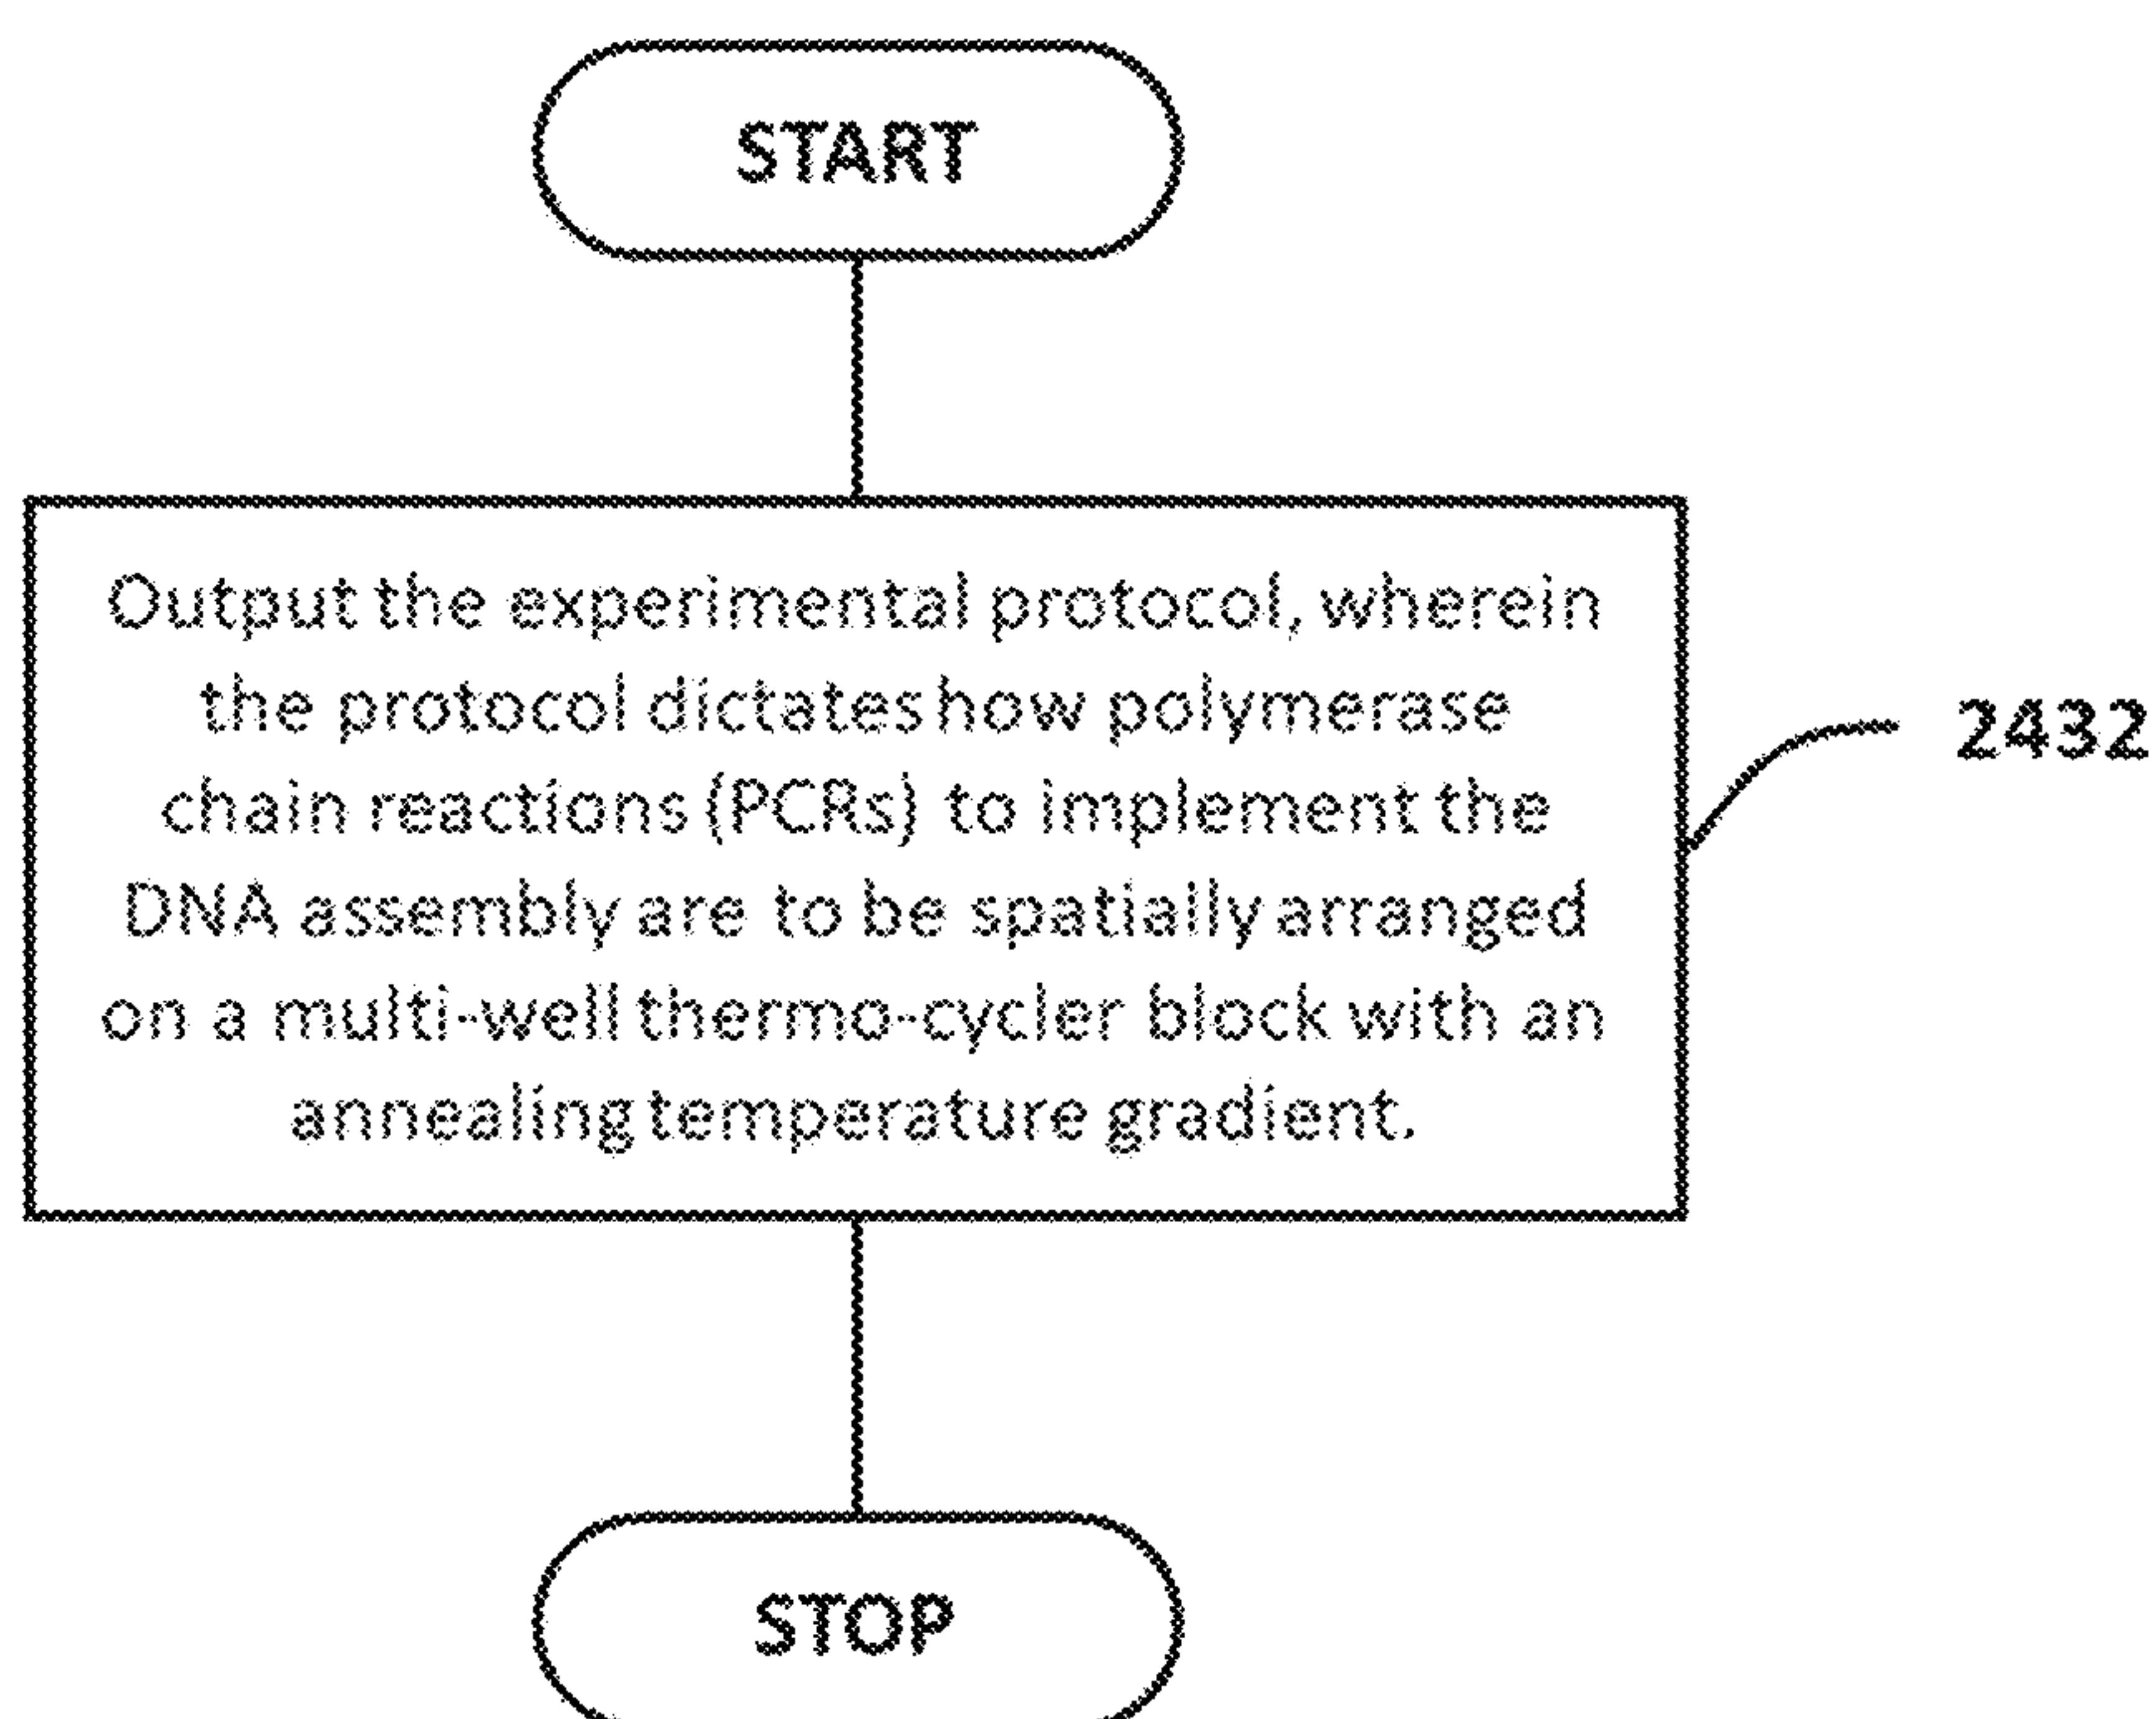 START
Output the experimental protocol, wherein
the protocol dictates how polymerase
chain reactions (PCRs) to implement the
DNA assembly are to be spatially arranged
on a multi-well thermo-cycler block with an
annealing temperature gradient.
2432
STOP